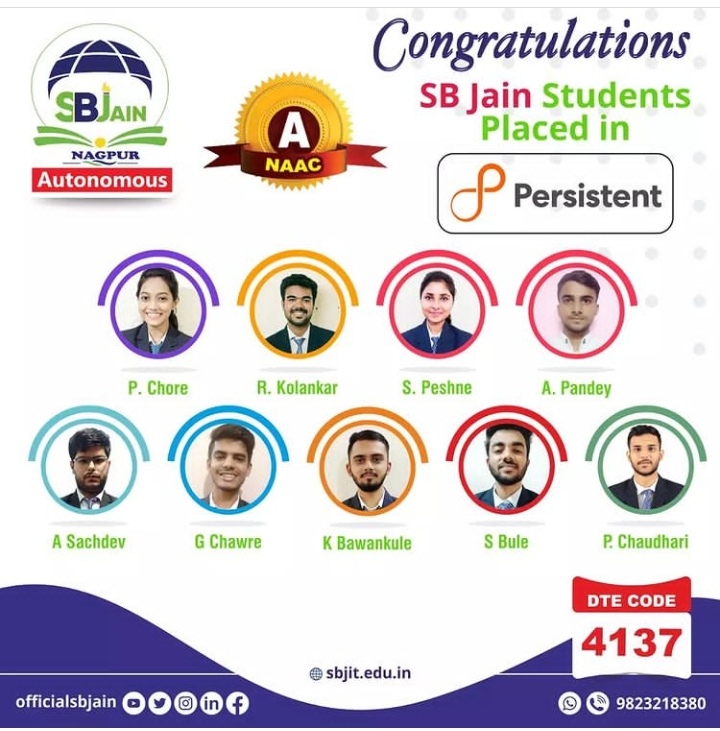 SBJAIN
NAGPUR
Autonomous
A
NAAC
Congratulations
SB Jain Students
Placed in
Persistent
P. Chore
R. Kolankar
S. Peshne
A. Pandey
A Sachdev
G Chawre
K Bawankule
S Bule
P. Chaudhari
DTE CODE
4137
sbjit.edu.in
officialsbjain
9823218380